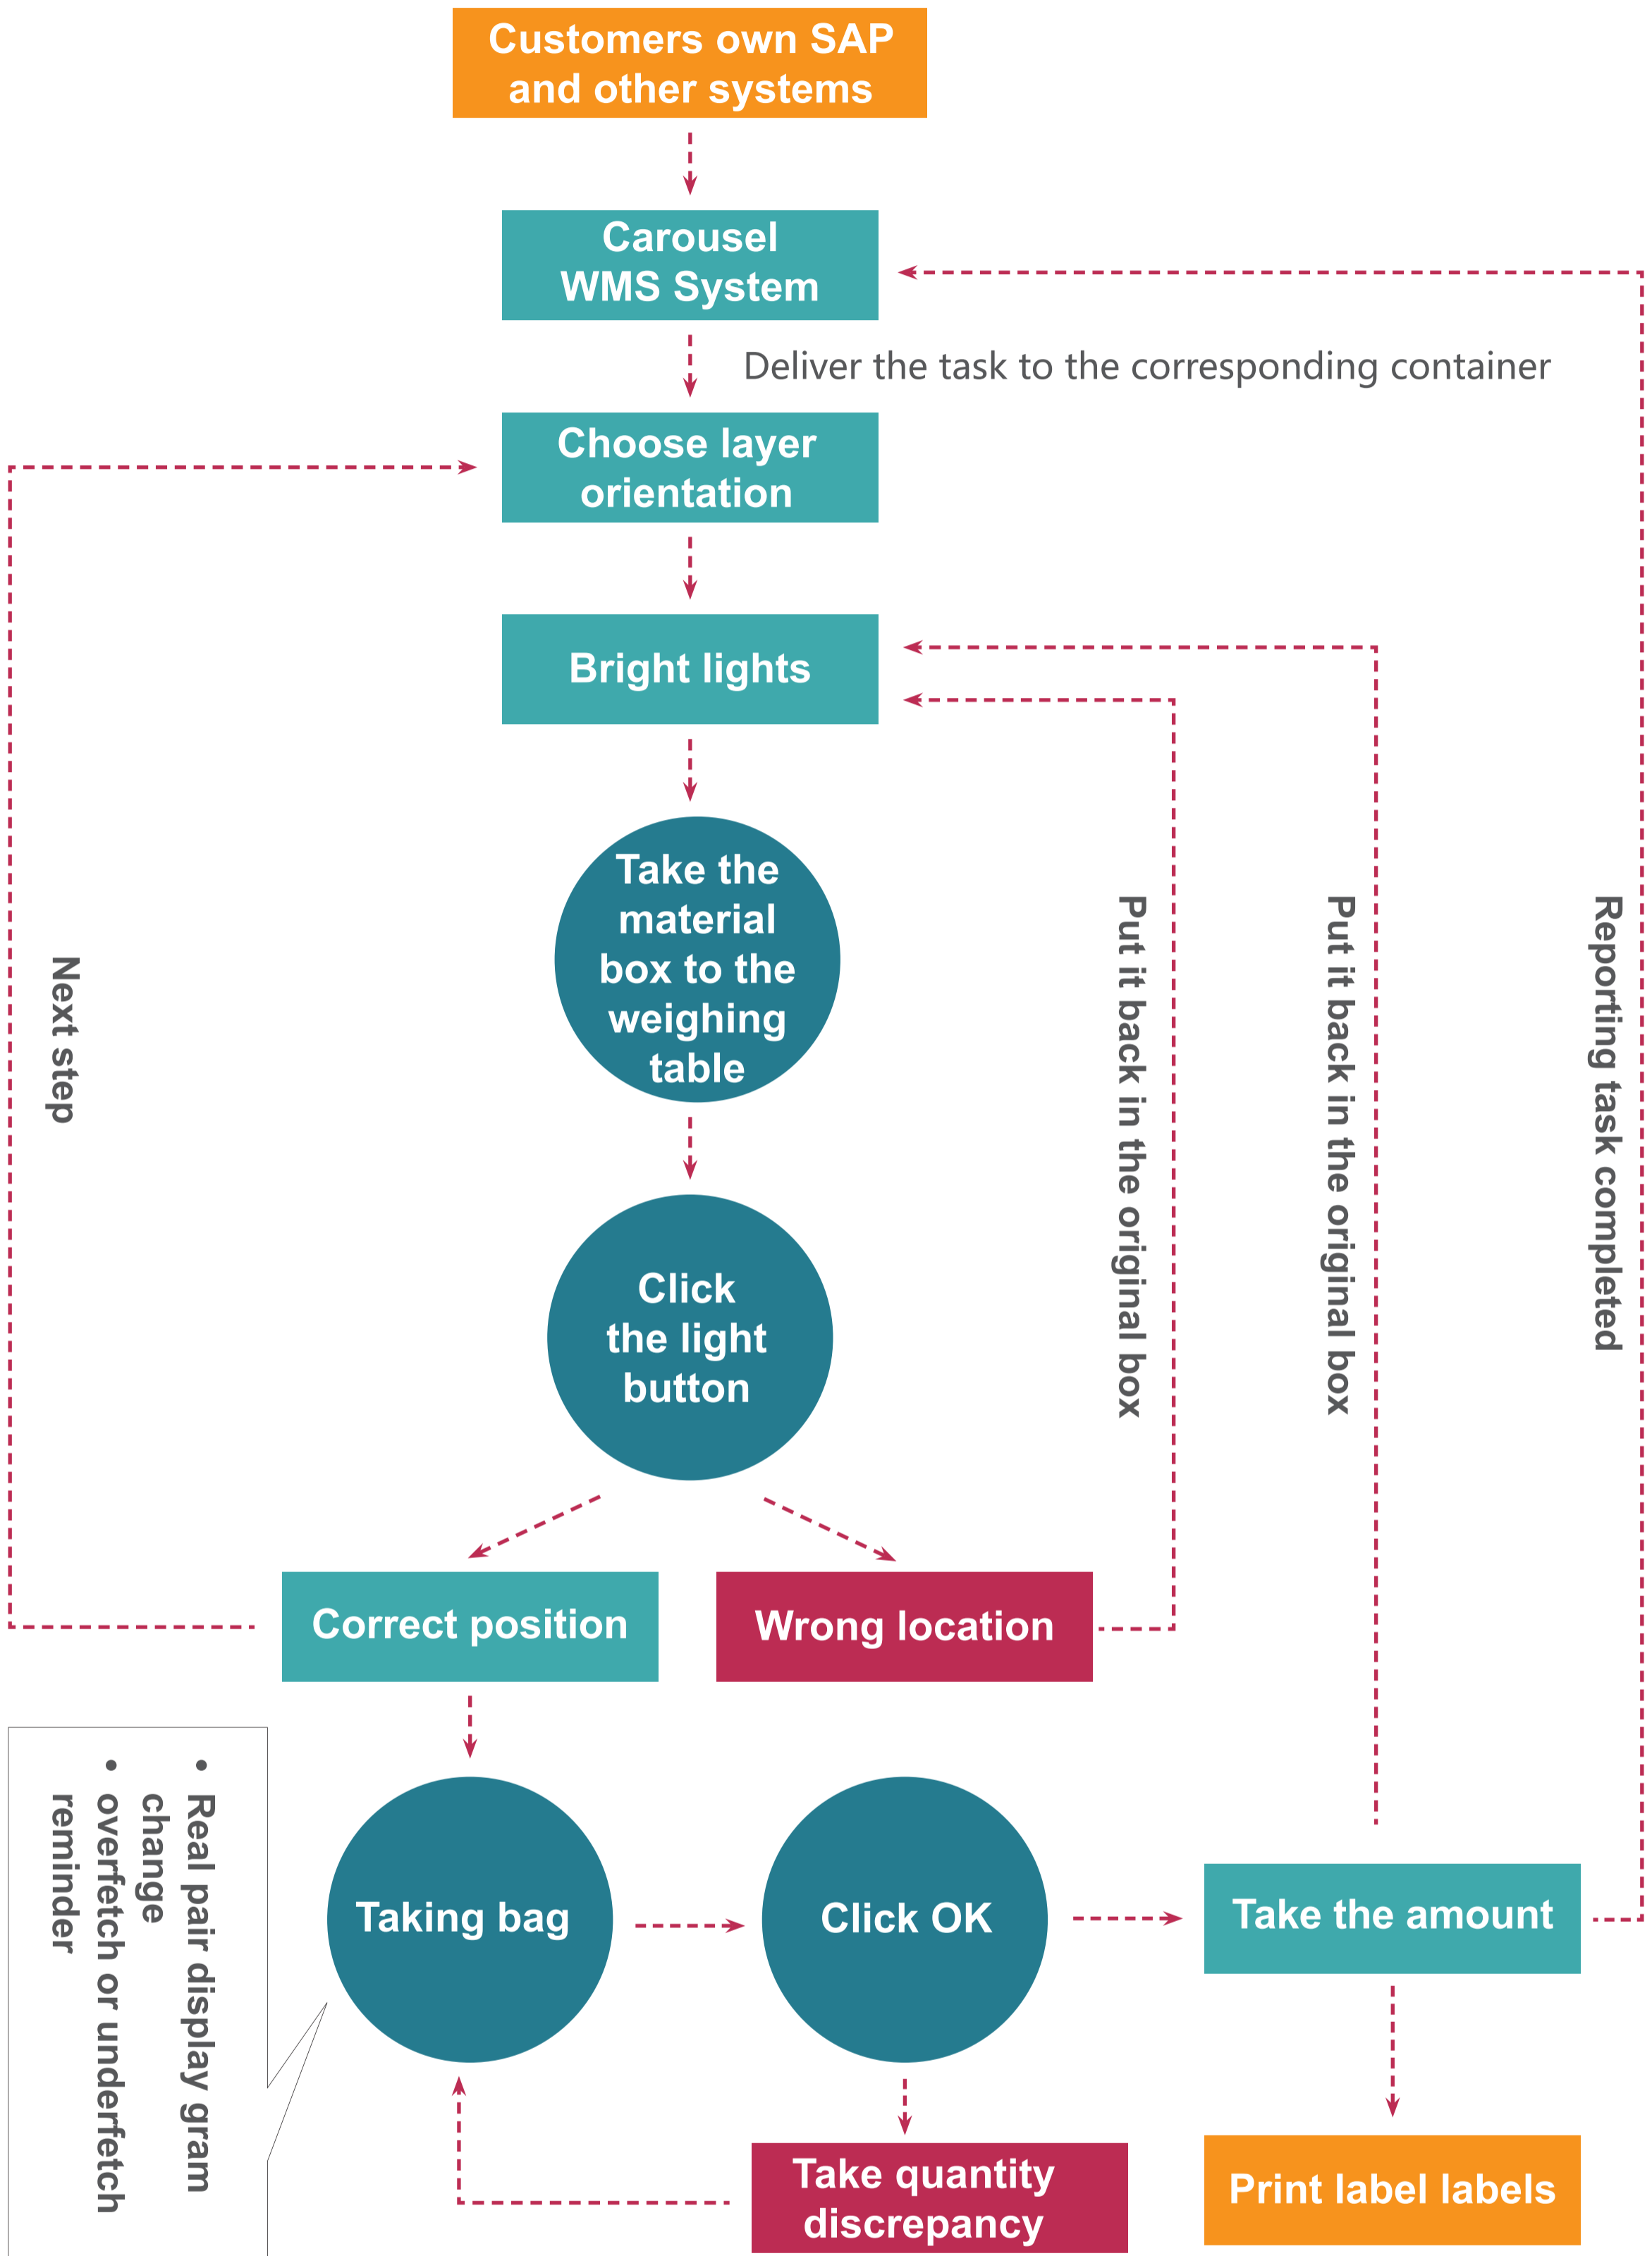 Customers own SAP
and other systems
Carousel
WMS System
Deliver the task to the corresponding container
Choose layer
orientation
Bright lights
Take the
material
box to the
weighing
table
Click
the light
button
Next step
Put it back in the original box
Put it back in the original box
Reporting task completed
Correct position
Wrong location
• Real pair display gram
change
• overfetch or underfetch
reminder
Taking bag
Click OK
Take the amount
Take quantity
discrepancy
Print label labels